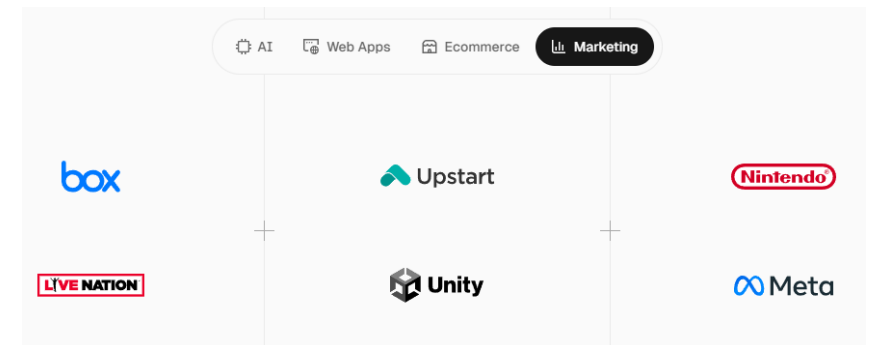 AI Web Apps Ecommerce Marketing
box Upstart Nintendo®
LIVE NATION Unity Meta